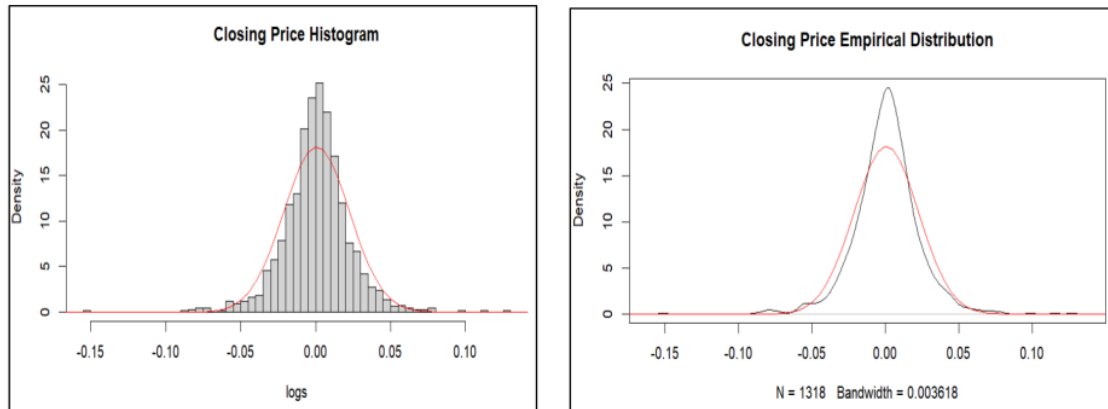 Closing Price Histogram
25
20
15
10
5
0
Density
-0.15 -0.10 -0.05 0.00 0.05 0.10
logs
Closing Price Empirical Distribution
25
20
15
10
5
0
Density
-0.15 -0.10 -0.05 0.00 0.05 0.10
N = 1318 Bandwidth = 0.003618